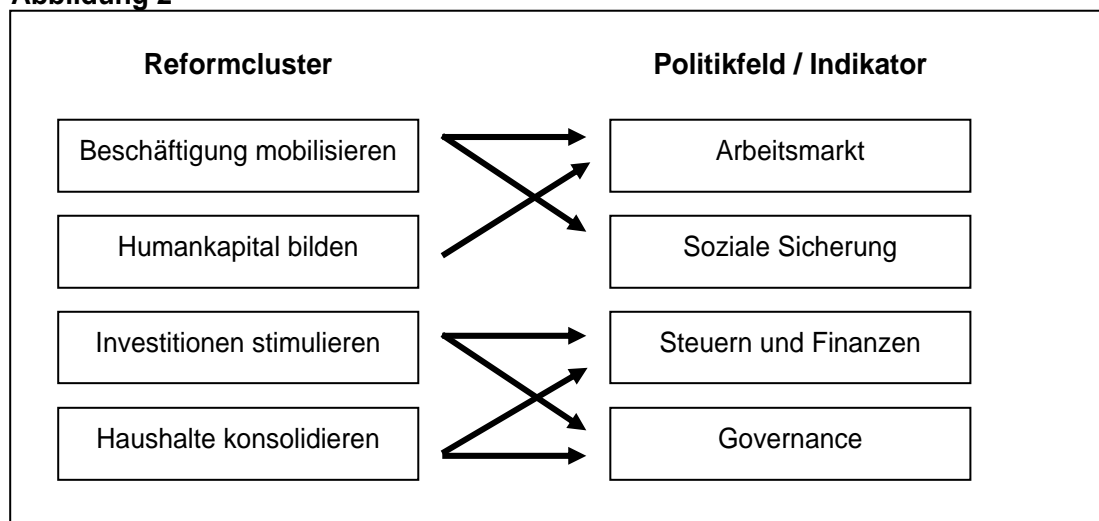 Abbildung 2
Reformcluster
Politikfeld / Indikator
Beschäftigung mobilisieren
Arbeitsmarkt
Humankapital bilden
Soziale Sicherung
Investitionen stimulieren
Steuern und Finanzen
Haushalte konsolidieren
Governance